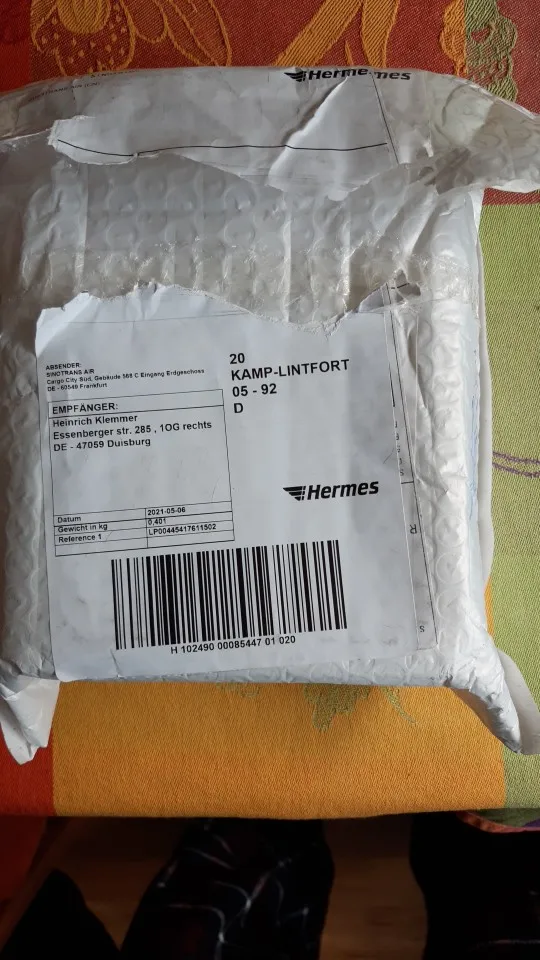 Hermes
mes
ABSENDER:
SINOTRANS AIR
Cargo City Süd, Gebäude 568 C Eingang Erdgeschoss
DE - 60549 Frankfurt
EMPFÄNGER:
Heinrich Klemmer
Essenberger str. 285 , 1OG rechts
DE - 47059 Duisburg
20
KAMP-LINTFORT
05 - 92
D
Hermes
Datum 2021-05-06
Gewicht in kg 0,401
Reference 1 LP00445417611502
H 102490 00085447 01 020
R
S